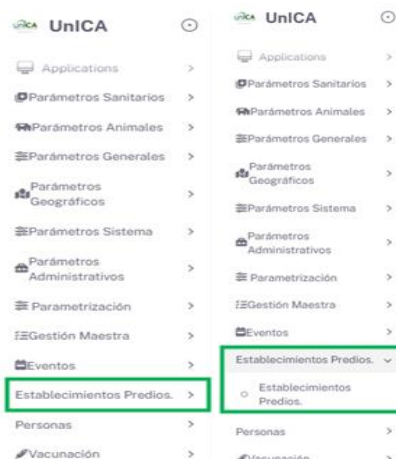 UnICA
Applications
Parámetros Sanitarios
Parámetros Animales
Parámetros Generales
Parámetros
Geográficos
Parámetros Sistema
Parámetros
Administrativos
Parametrización
Gestión Maestra
Eventos
Establecimientos Predios.
Personas
Vacunación
UnICA
Applications
Parámetros Sanitarios
Parámetros Animales
Parámetros Generales
Parámetros
Geográficos
Parámetros Sistema
Parámetros
Administrativos
Parametrización
Gestión Maestra
Eventos
Establecimientos Predios.
Establecimientos
Predios.
Personas
Vacunación